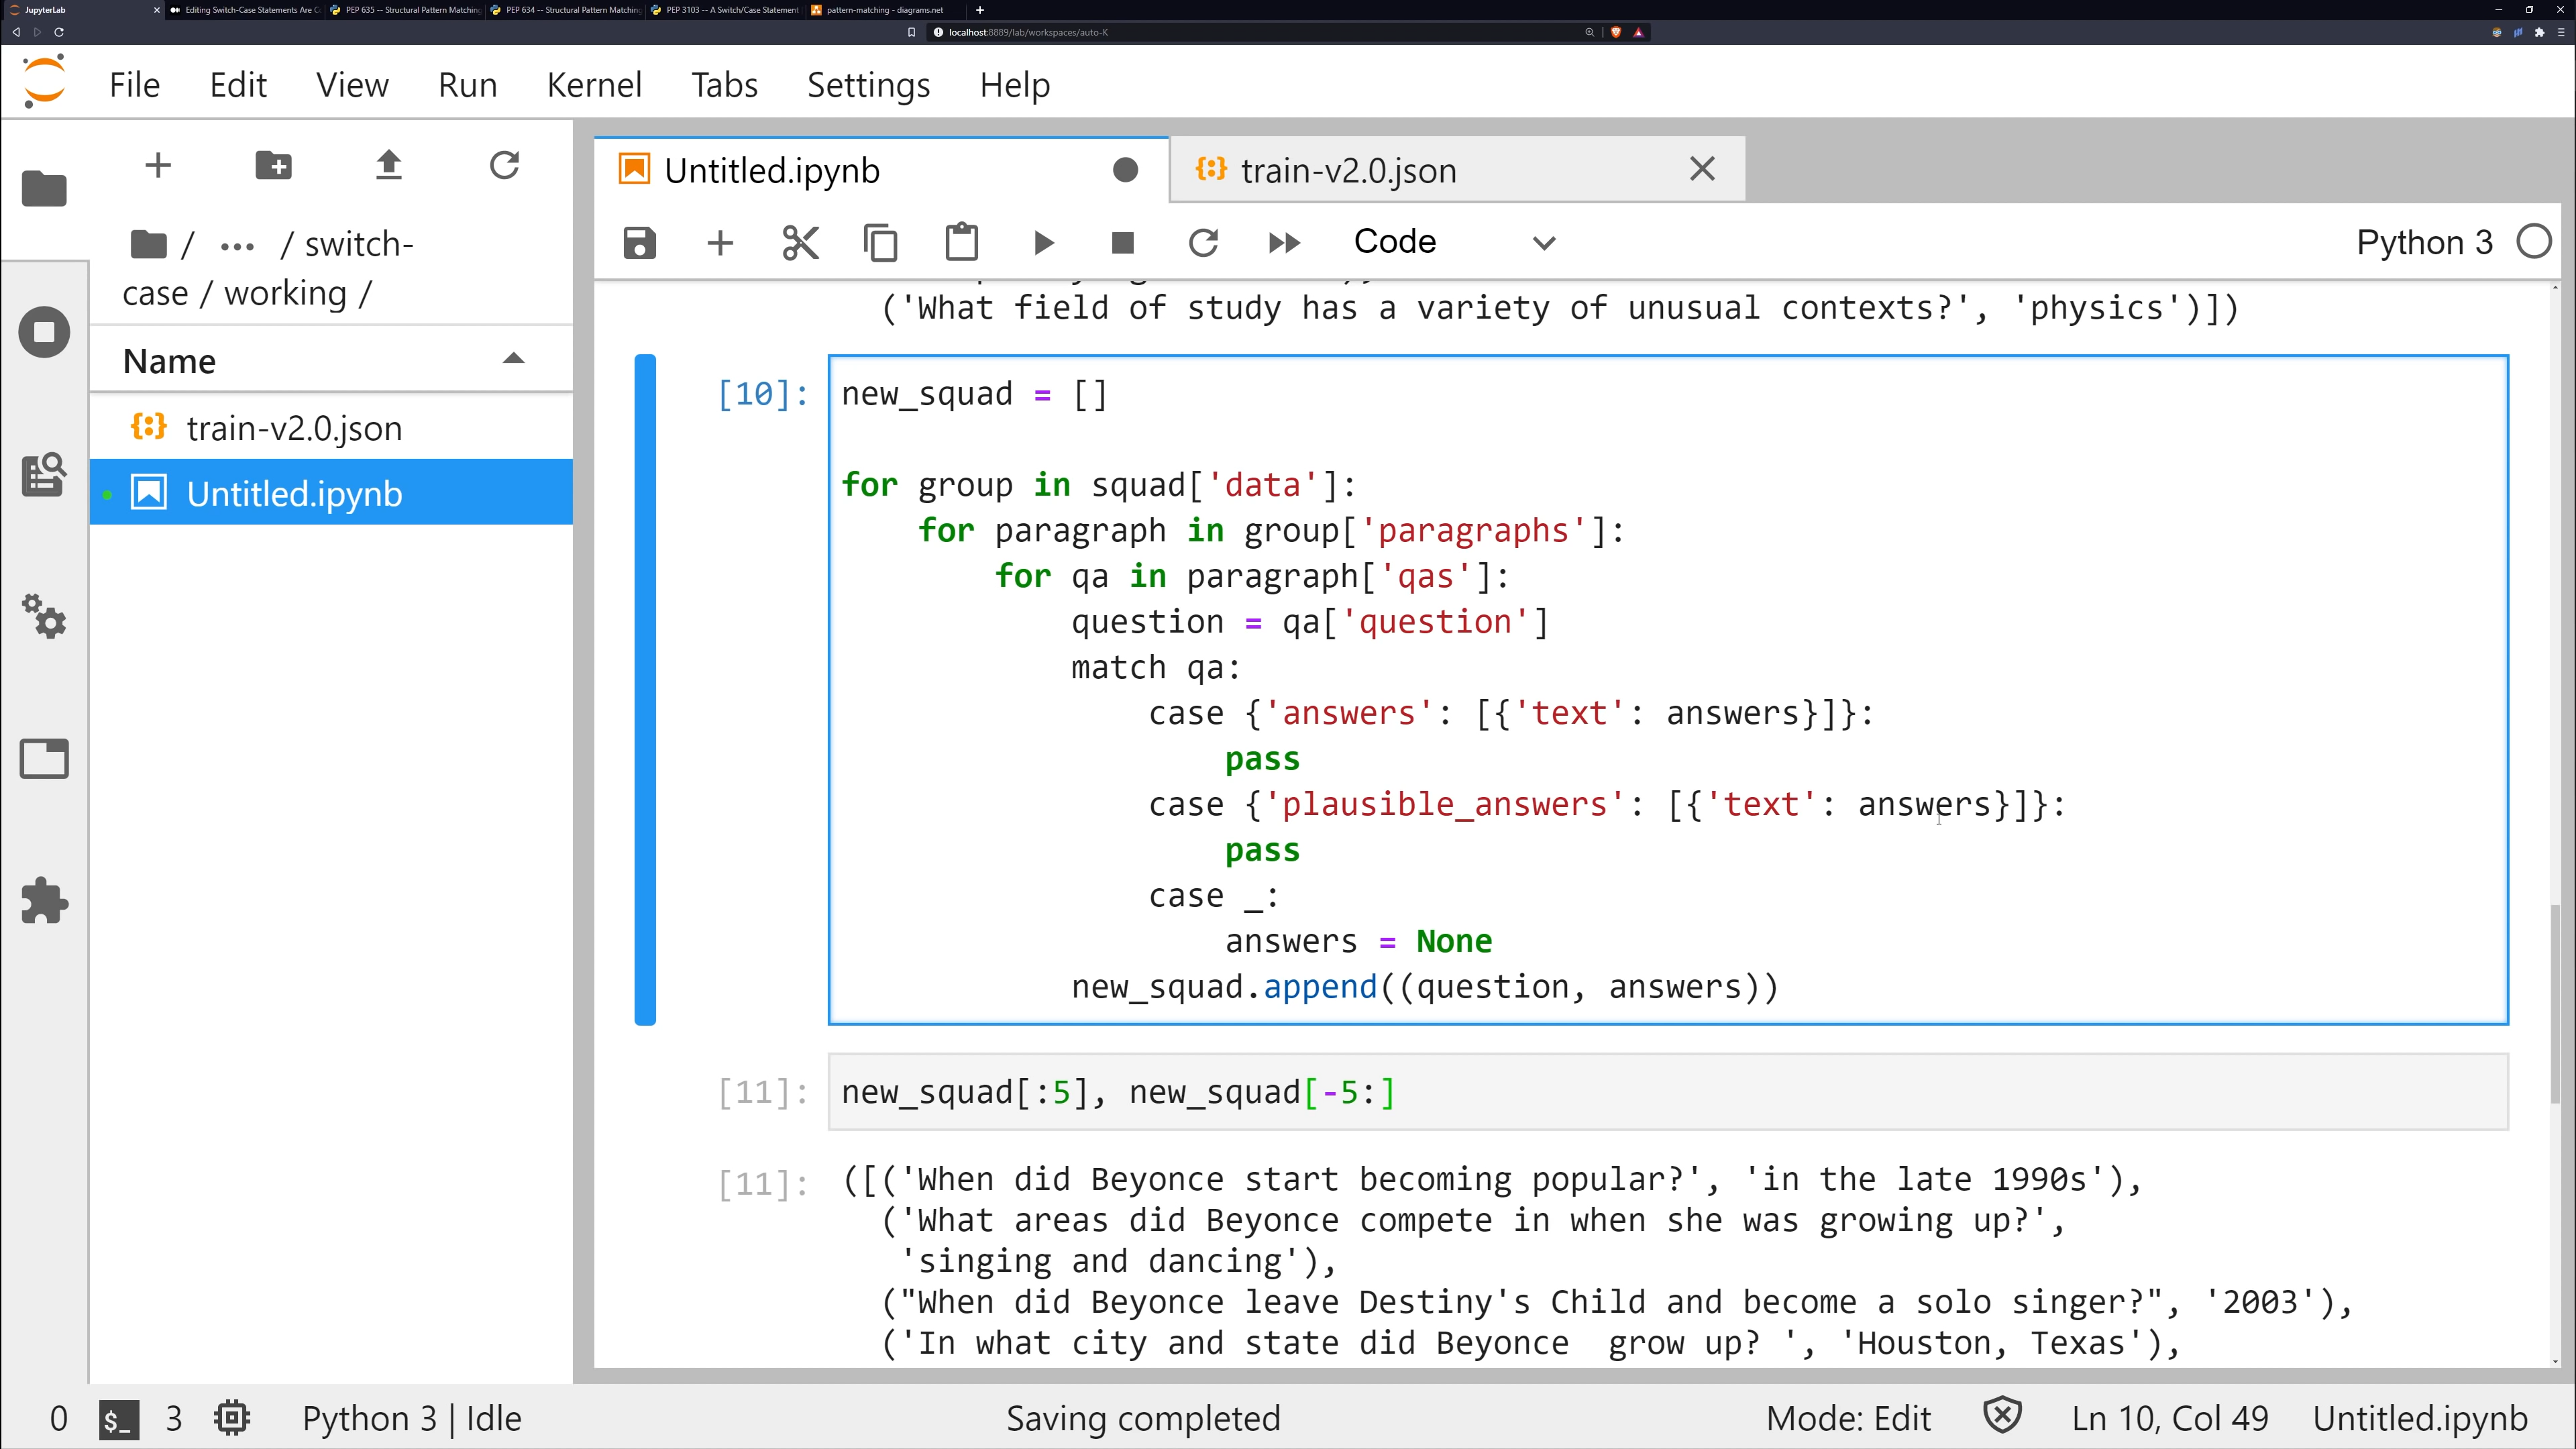 JupyterLab
Editing Switch-Case Statements Are C
PEP 635 -- Structural Pattern Matching
PEP 634 -- Structural Pattern Matching
PEP 3103 -- A Switch/Case Statement
pattern-matching - diagrams.net
localhost:8889/lab/workspaces/auto-K
File Edit View Run Kernel Tabs Settings Help
/ ... / switch-
case / working /
Name
train-v2.0.json
Untitled.ipynb
Untitled.ipynb
train-v2.0.json
Code
Python 3
('What field of study has a variety of unusual contexts?', 'physics')])
[10]:
new_squad = []
for group in squad['data']:
    for paragraph in group['paragraphs']:
        for qa in paragraph['qas']:
            question = qa['question']
            match qa:
                case {'answers': [{'text': answers}]}:
                    pass
                case {'plausible_answers': [{'text': answers}]}:
                    pass
                case _:
                    answers = None
            new_squad.append((question, answers))
[11]:
new_squad[:5], new_squad[-5:]
[11]:
([('When did Beyonce start becoming popular?', 'in the late 1990s'),
  ('What areas did Beyonce compete in when she was growing up?',
   'singing and dancing'),
  ("When did Beyonce leave Destiny's Child and become a solo singer?", '2003'),
  ('In what city and state did Beyonce  grow up? ', 'Houston, Texas'),
0 $_ 3 Python 3 | Idle Saving completed Mode: Edit Ln 10, Col 49 Untitled.ipynb